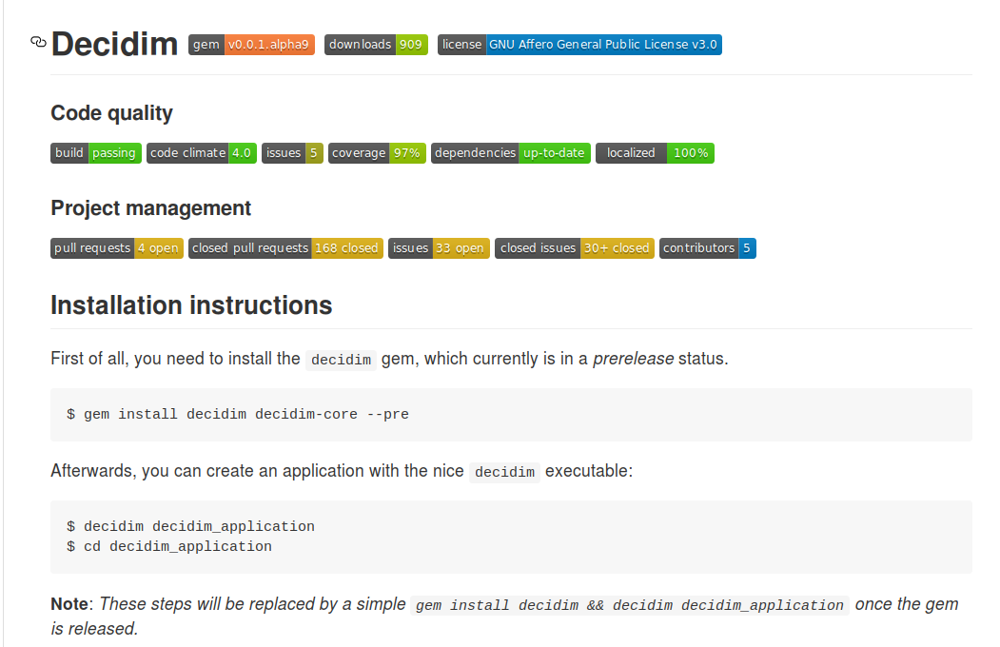 Decidim gem v0.0.1.alpha9 downloads 909 license GNU Affero General Public License v3.0
Code quality
build passing code climate 4.0 issues 5 coverage 97% dependencies up-to-date localized 100%
Project management
pull requests 4 open closed pull requests 168 closed issues 33 open closed issues 30+ closed contributors 5
Installation instructions
First of all, you need to install the decidim gem, which currently is in a prerelease status.
$ gem install decidim decidim-core --pre
Afterwards, you can create an application with the nice decidim executable:
$ decidim decidim_application
$ cd decidim_application
Note: These steps will be replaced by a simple gem install decidim && decidim decidim_application once the gem
is released.